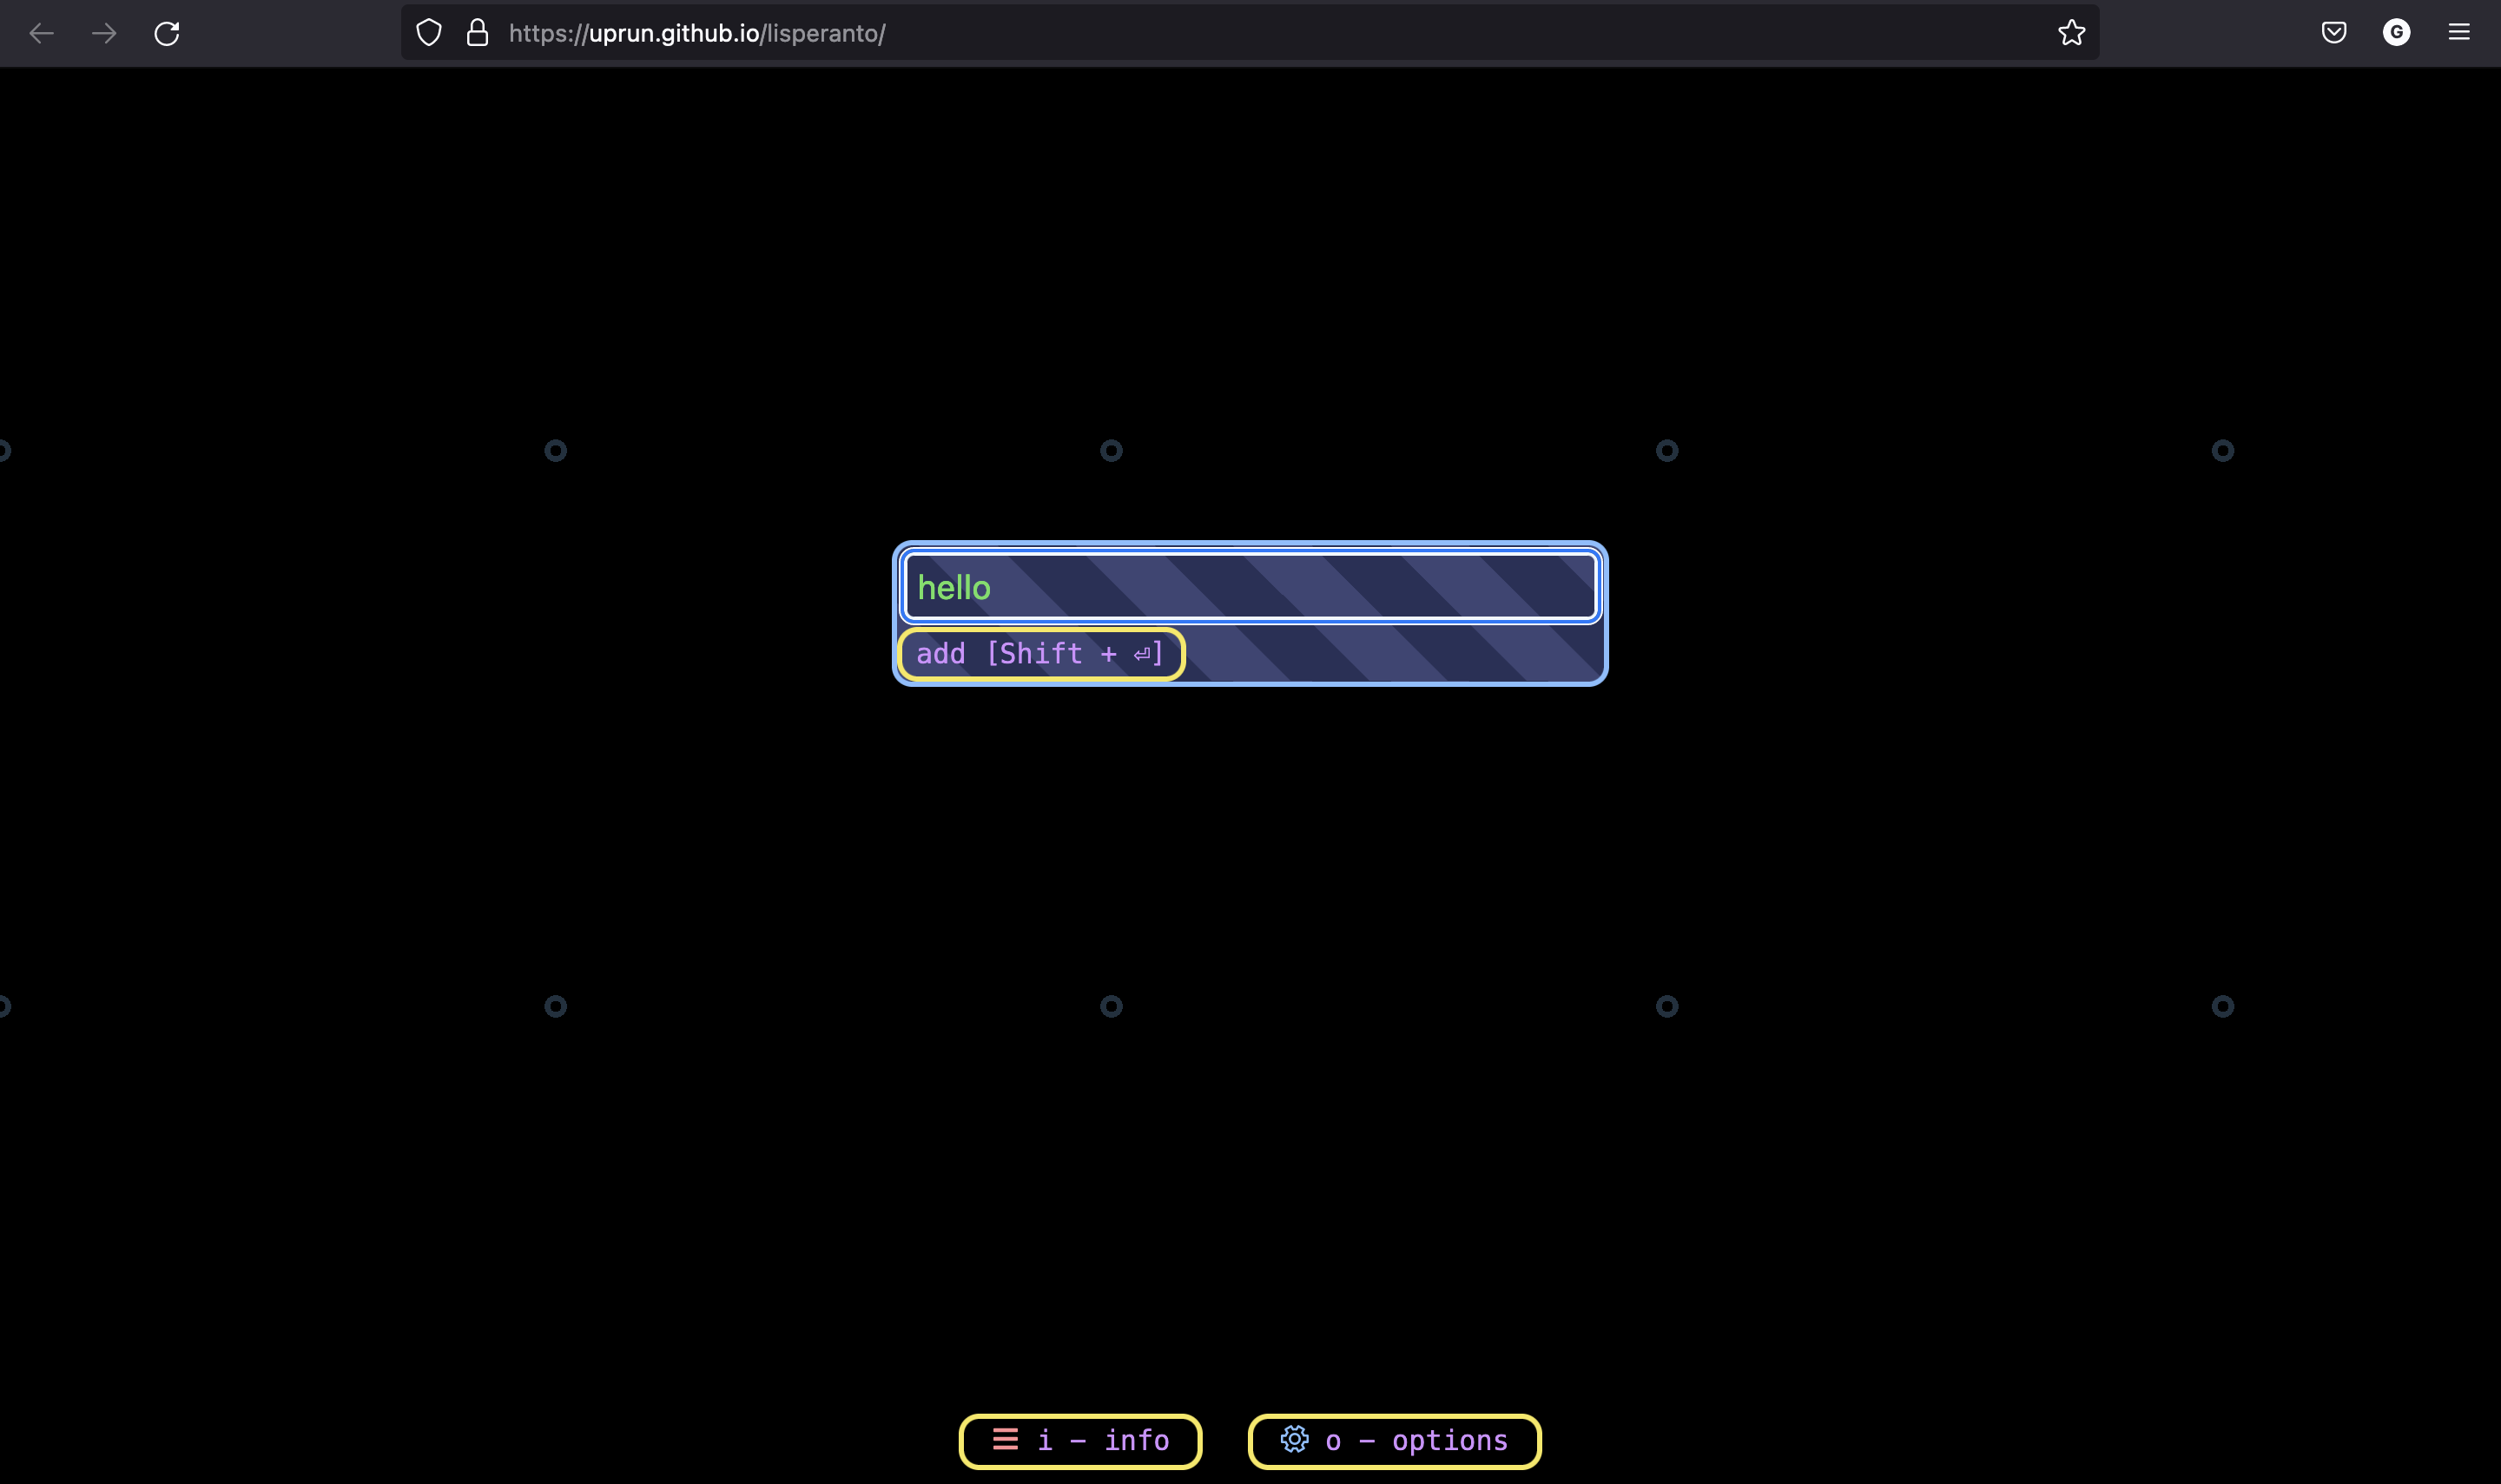 https://uprun.github.io/lisperanto/
G
hello
add [Shift + ⏎]
i – info
o – options